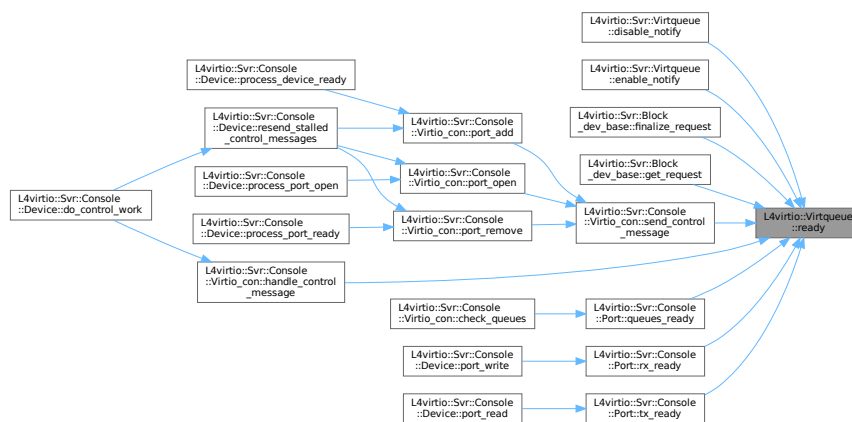 L4virtio::Svr::Virtqueue
::disable_notify
L4virtio::Svr::Virtqueue
::enable_notify
L4virtio::Svr::Console
::Device::process_device_ready
L4virtio::Svr::Console
::Device::resend_stalled
_control_messages
L4virtio::Svr::Console
::Virtio_con::port_add
L4virtio::Svr::Block
_dev_base::finalize_request
L4virtio::Svr::Block
_dev_base::get_request
L4virtio::Svr::Console
::Device::process_port_open
L4virtio::Svr::Console
::Virtio_con::port_open
L4virtio::Svr::Console
::Device::do_control_work
L4virtio::Svr::Console
::Device::process_port_ready
L4virtio::Svr::Console
::Virtio_con::port_remove
L4virtio::Svr::Console
::Virtio_con::send_control
_message
L4virtio::Virtqueue
::ready
L4virtio::Svr::Console
::Virtio_con::handle_control
_message
L4virtio::Svr::Console
::Virtio_con::check_queues
L4virtio::Svr::Console
::Port::queues_ready
L4virtio::Svr::Console
::Device::port_write
L4virtio::Svr::Console
::Port::rx_ready
L4virtio::Svr::Console
::Device::port_read
L4virtio::Svr::Console
::Port::tx_ready